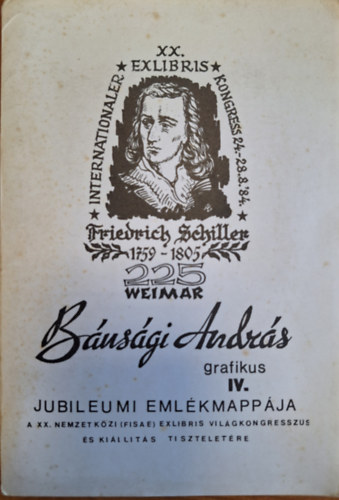 XX.
★ EXLIBRIS ★
★ INTERNATIONALER
KONGRESS 24.-28.8.'84. ★
Friedrich Schiller
1759 - 1805
225
WEIMAR
Bánsági András
grafikus
IV.
JUBILEUMI EMLÉKMAPPÁJA
A XX. NEMZETKÖZI (FISAE) EXLIBRIS VILÁGKONGRESSZUS
ÉS KIÁLLITÁS TISZTELETÉRE